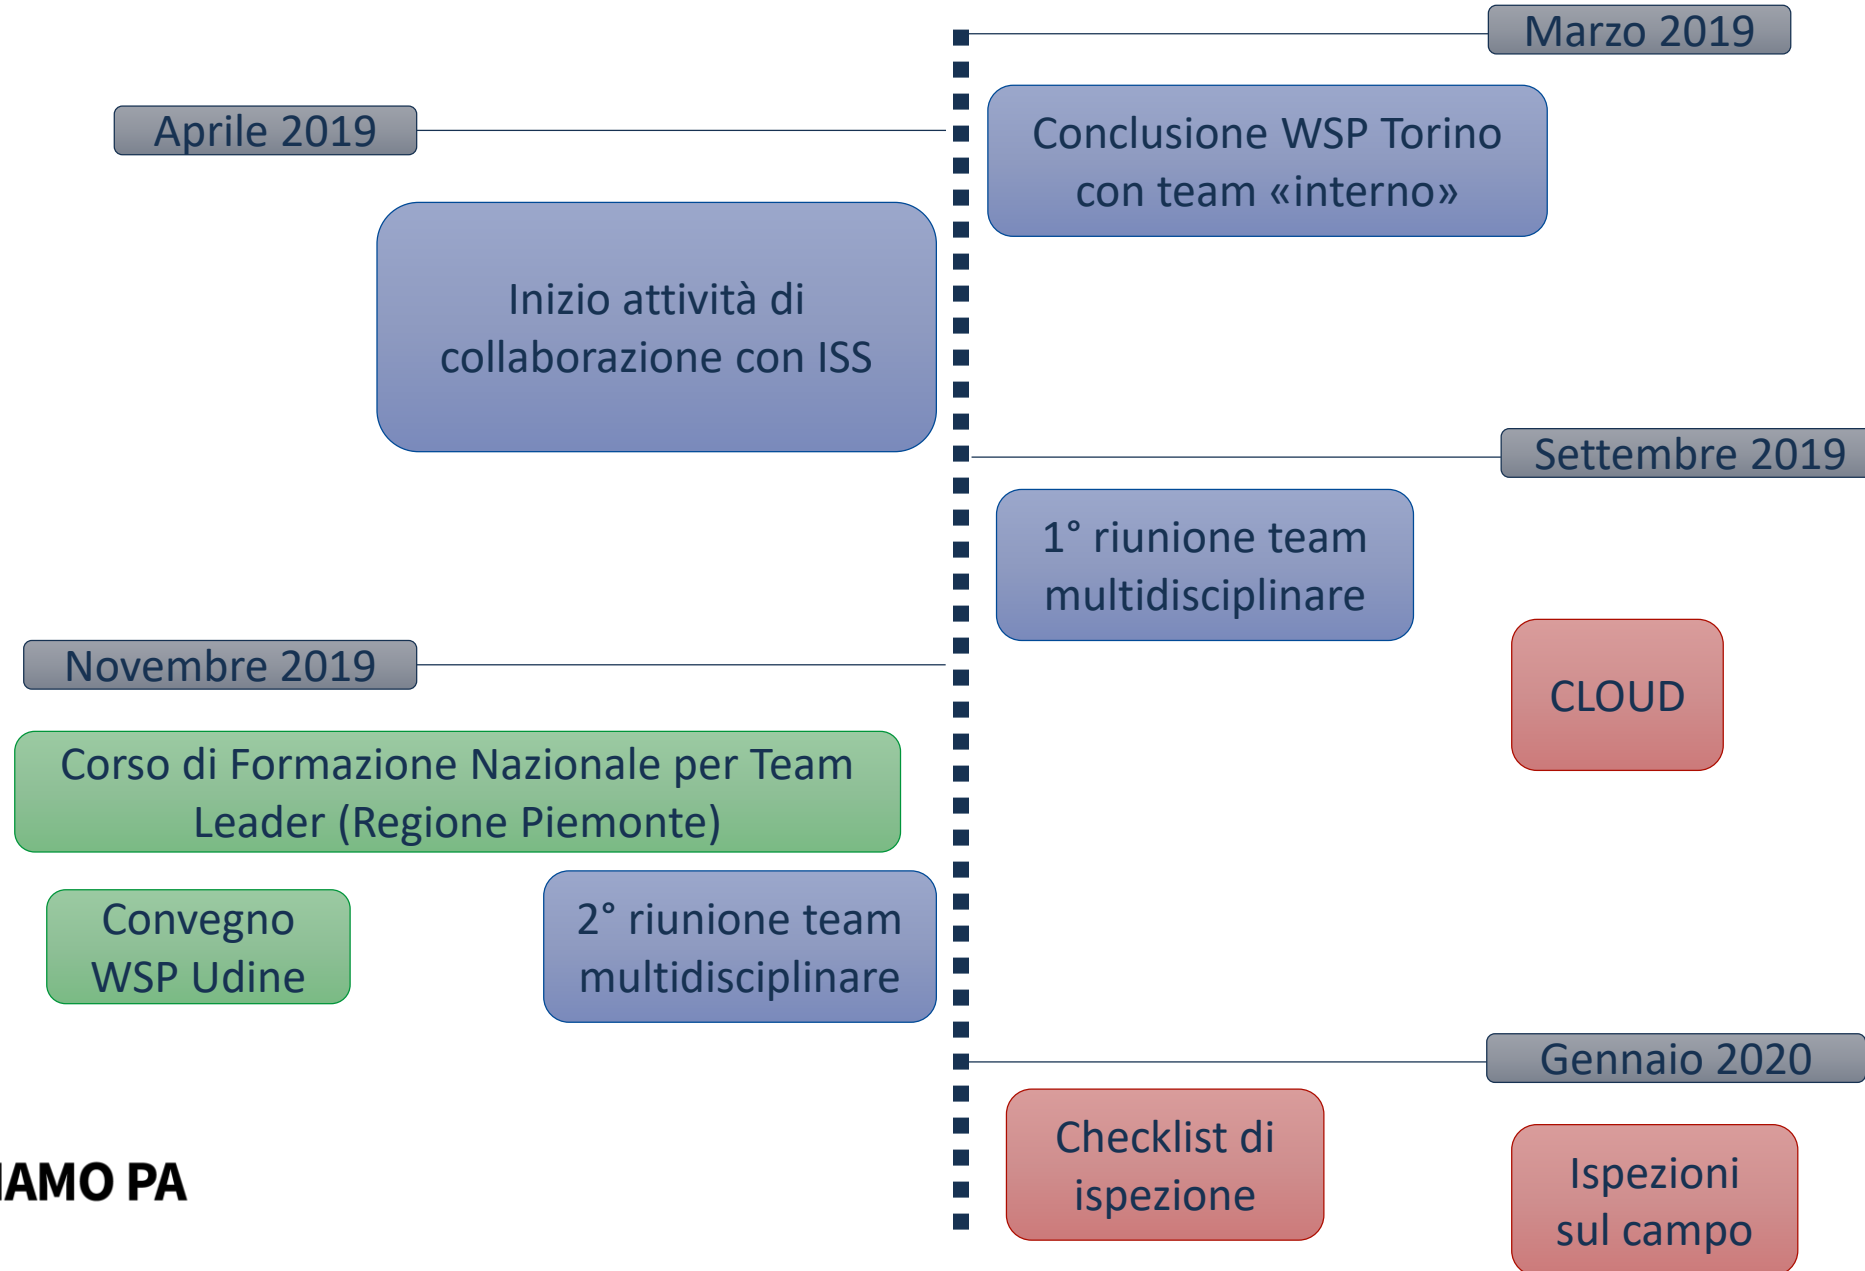 Marzo 2019
Conclusione WSP Torino
con team «interno»
Aprile 2019
Inizio attività di
collaborazione con ISS
Settembre 2019
1° riunione team
multidisciplinare
CLOUD
Novembre 2019
Corso di Formazione Nazionale per Team
Leader (Regione Piemonte)
Convegno
WSP Udine
2° riunione team
multidisciplinare
Gennaio 2020
Checklist di
ispezione
Ispezioni
sul campo
IAMO PA